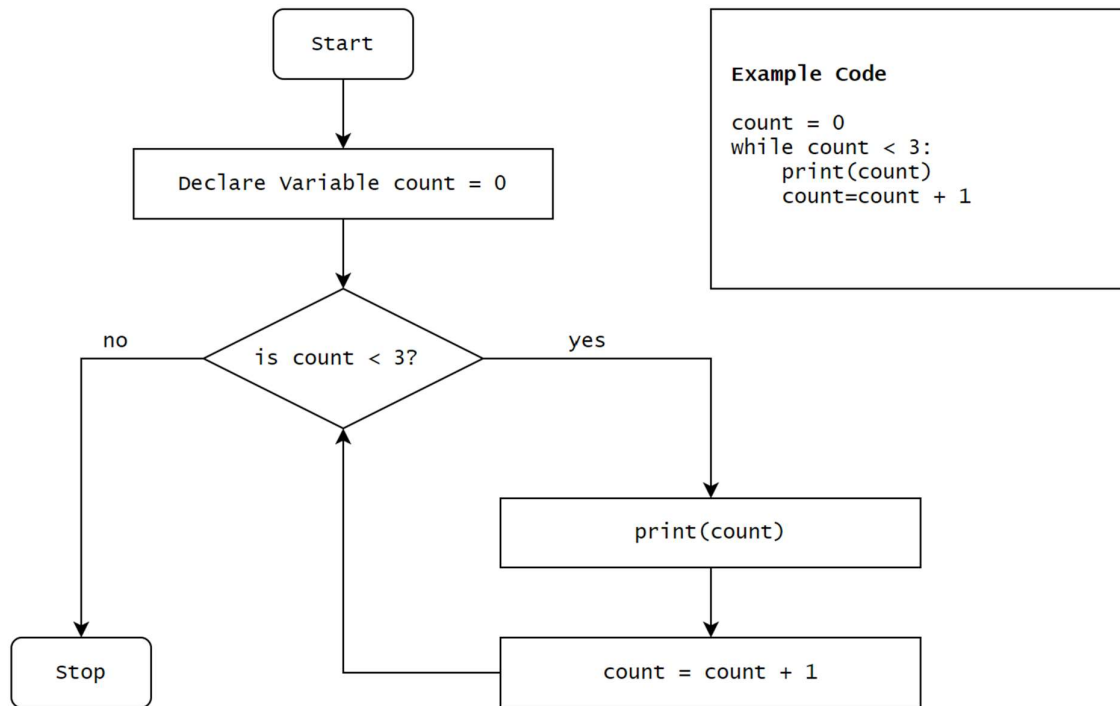 Start
Example Code
count = 0
while count < 3:
    print(count)
    count=count + 1
Declare Variable count = 0
no
is count < 3?
yes
print(count)
Stop
count = count + 1